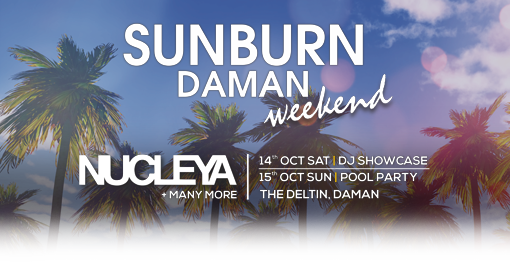 SUNBURN
DAMAN
weekend
NUCLEYA
+ MANY MORE
14th OCT SAT | DJ SHOWCASE
15th OCT SUN | POOL PARTY
THE DELTIN, DAMAN